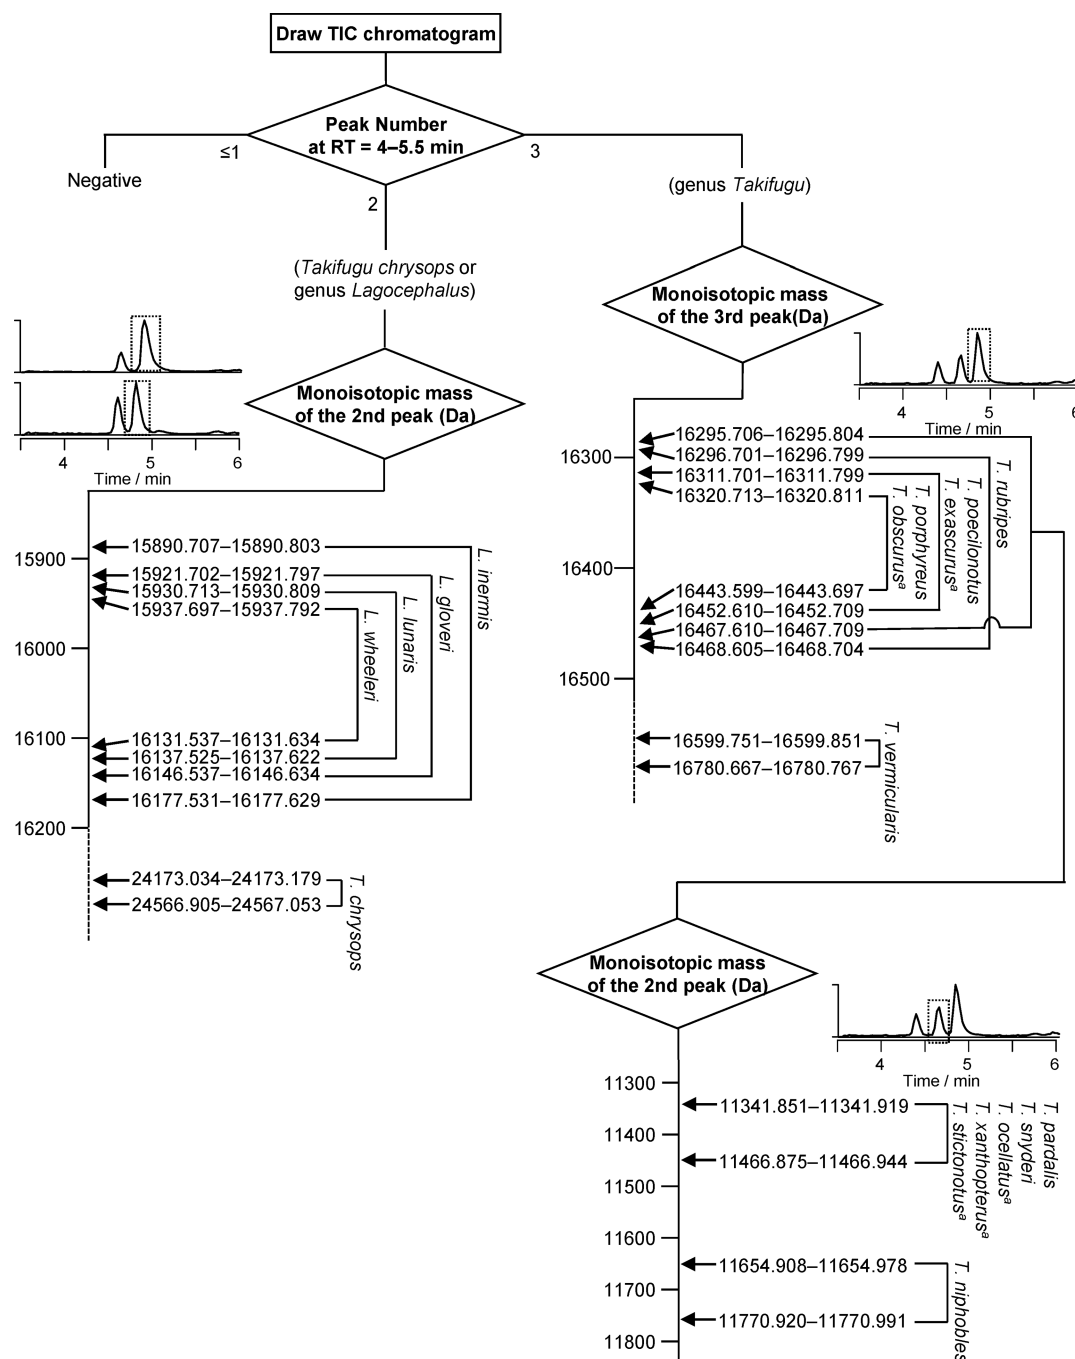 Draw TIC chromatogram
Peak Number
at RT = 4–5.5 min
≤1
3
Negative
2
(genus Takifugu)
(Takifugu chrysops or
genus Lagocephalus)
Monoisotopic mass
of the 3rd peak(Da)
Monoisotopic mass
of the 2nd peak (Da)
4
5
6
Time / min
4
5
6
Time / min
15900
16000
16100
16200
15890.707–15890.803
15921.702–15921.797
15930.713–15930.809
15937.697–15937.792
16131.537–16131.634
16137.525–16137.622
16146.537–16146.634
16177.531–16177.629
L. inermis
L. gloveri
L. lunaris
L. wheeleri
24173.034–24173.179
24566.905–24567.053
T. chrysops
16300
16400
16500
16295.706–16295.804
16296.701–16296.799
16311.701–16311.799
16320.713–16320.811
16443.599–16443.697
16452.610–16452.709
16467.610–16467.709
16468.605–16468.704
T. rubripes
T. poecilonotus
T. exascurusᵃ
T. porphyreus
T. obscurusᵃ
16599.751–16599.851
16780.667–16780.767
T. vermicularis
Monoisotopic mass
of the 2nd peak (Da)
4
5
6
Time / min
11300
11400
11500
11600
11700
11800
11341.851–11341.919
11466.875–11466.944
T. pardalis
T. snyderi
T. ocellatusᵃ
T. xanthopterusᵃ
T. stictonotusᵃ
11654.908–11654.978
11770.920–11770.991
T. niphobles